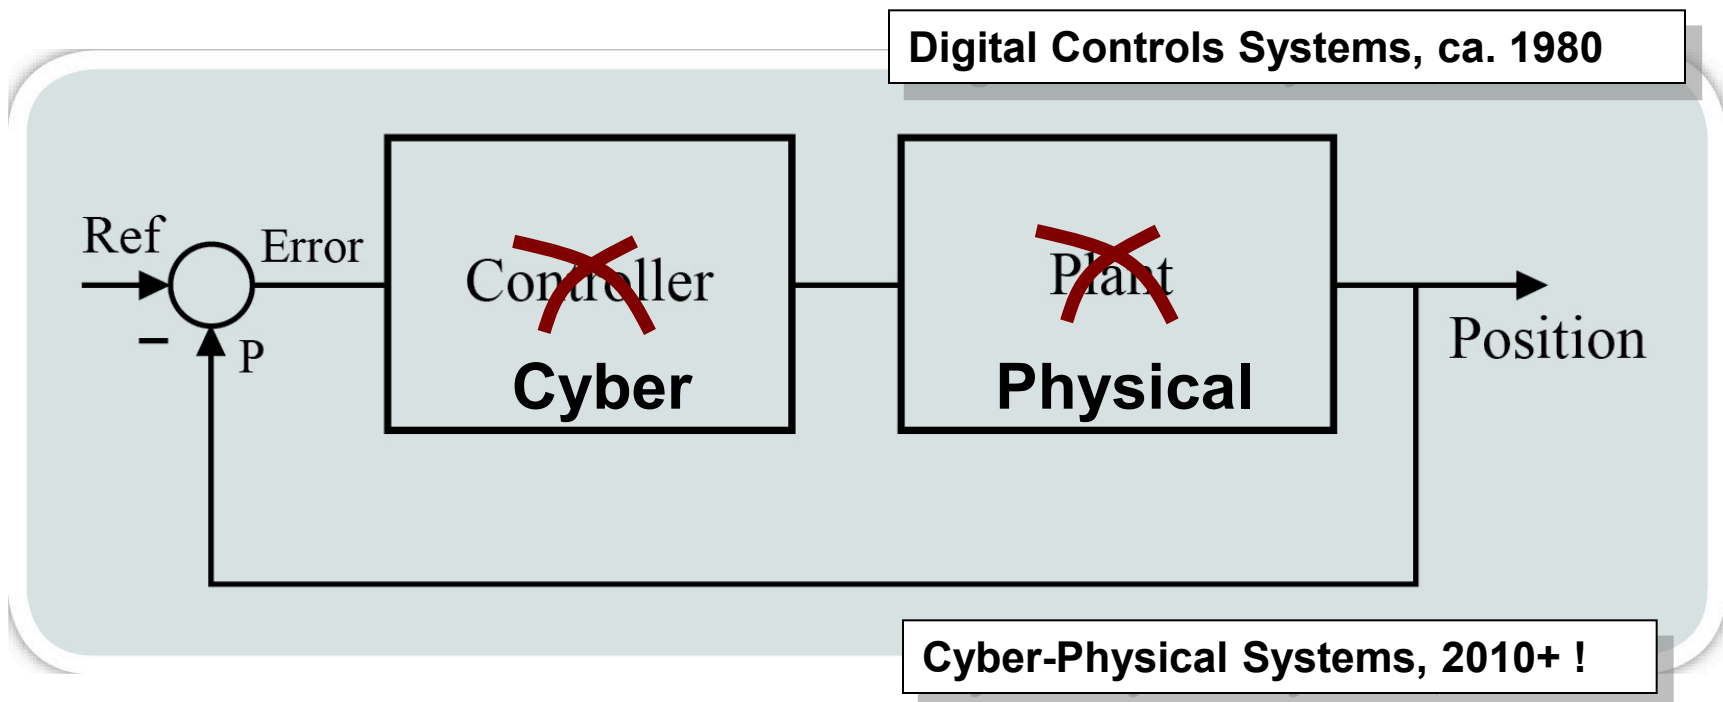 Digital Controls Systems, ca. 1980
Ref
Error
Controller
Plant
–
P
Position
Cyber
Physical
Cyber-Physical Systems, 2010+ !